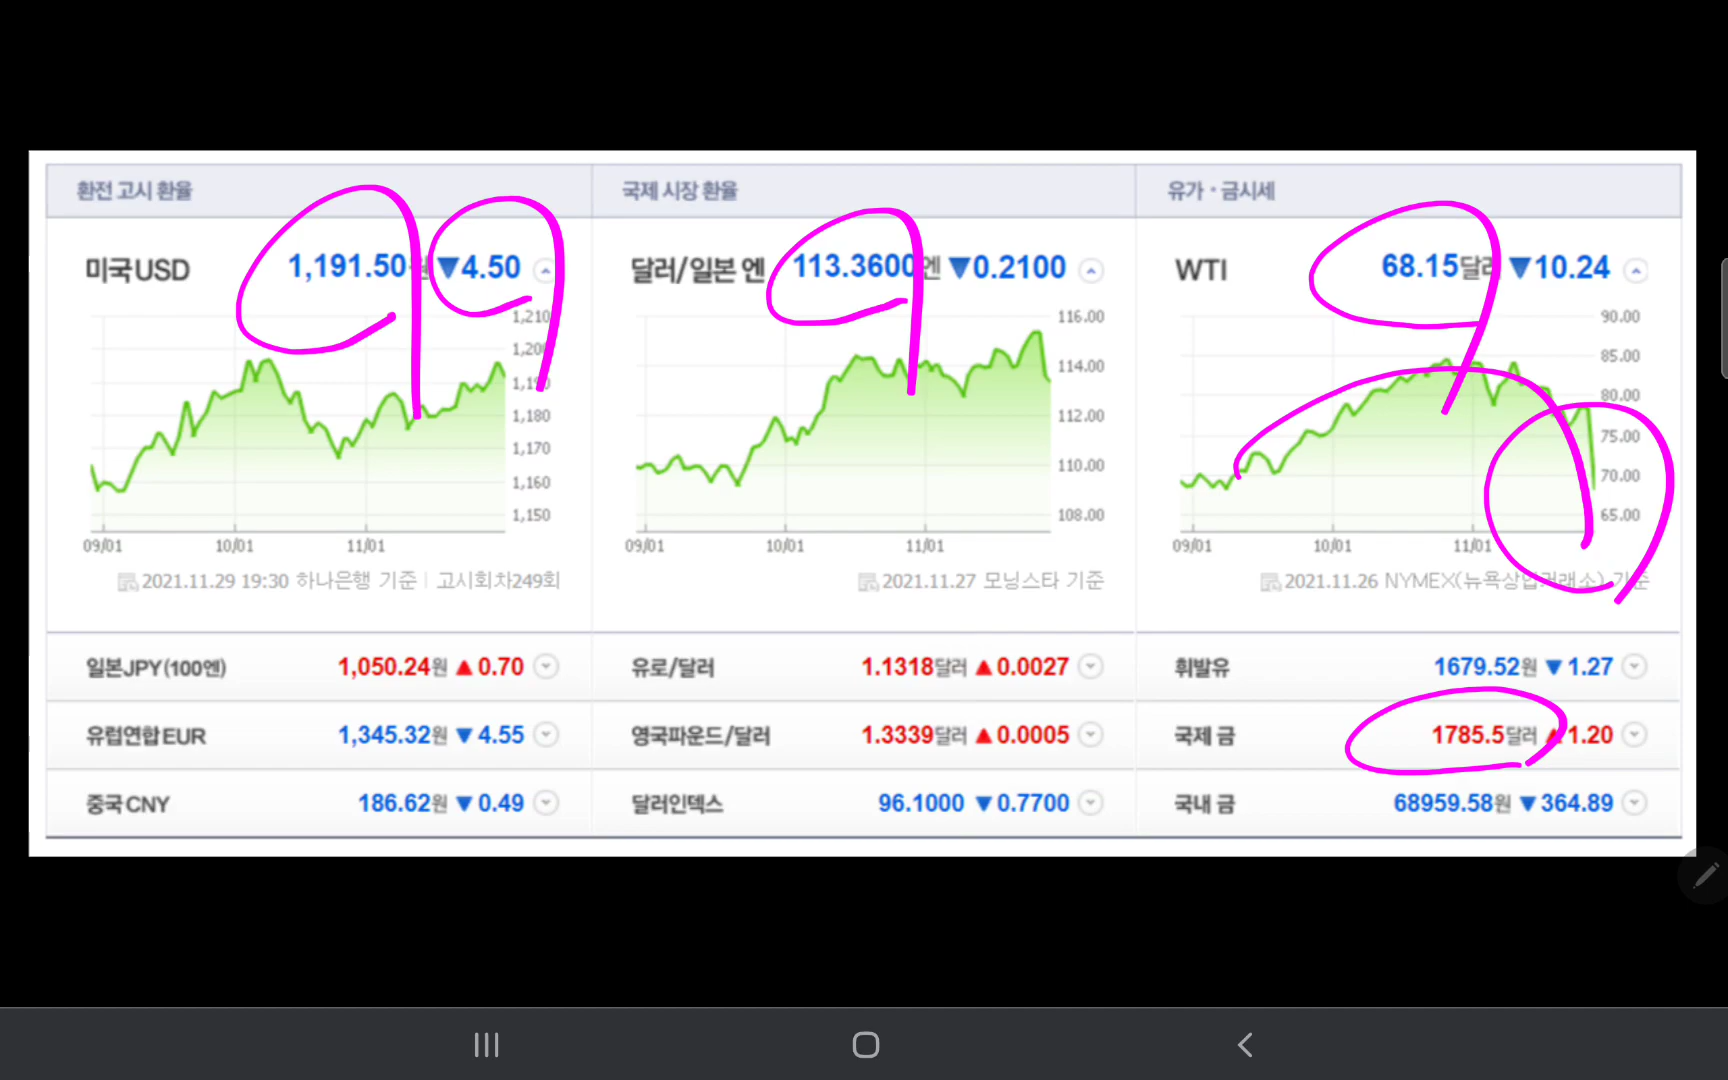 환전 고시 환율
미국 USD 1,191.50원 ▼4.50
1,210
1,200
1,190
1,180
1,170
1,160
1,150
09/01 10/01 11/01
2021.11.29 19:30 하나은행 기준 | 고시회차249회
일본JPY(100엔) 1,050.24원 ▲0.70
유럽연합EUR 1,345.32원 ▼4.55
중국CNY 186.62원 ▼0.49
국제 시장 환율
달러/일본 엔 113.3600엔 ▼0.2100
116.00
114.00
112.00
110.00
108.00
09/01 10/01 11/01
2021.11.27 모닝스타 기준
유로/달러 1.1318달러 ▲0.0027
영국파운드/달러 1.3339달러 ▲0.0005
달러인덱스 96.1000 ▼0.7700
유가·금시세
WTI 68.15달러 ▼10.24
90.00
85.00
80.00
75.00
70.00
65.00
09/01 10/01 11/01
2021.11.26 NYMEX(뉴욕상업거래소) 기준
휘발유 1679.52원 ▼1.27
국제 금 1785.5달러 ▲1.20
국내 금 68959.58원 ▼364.89